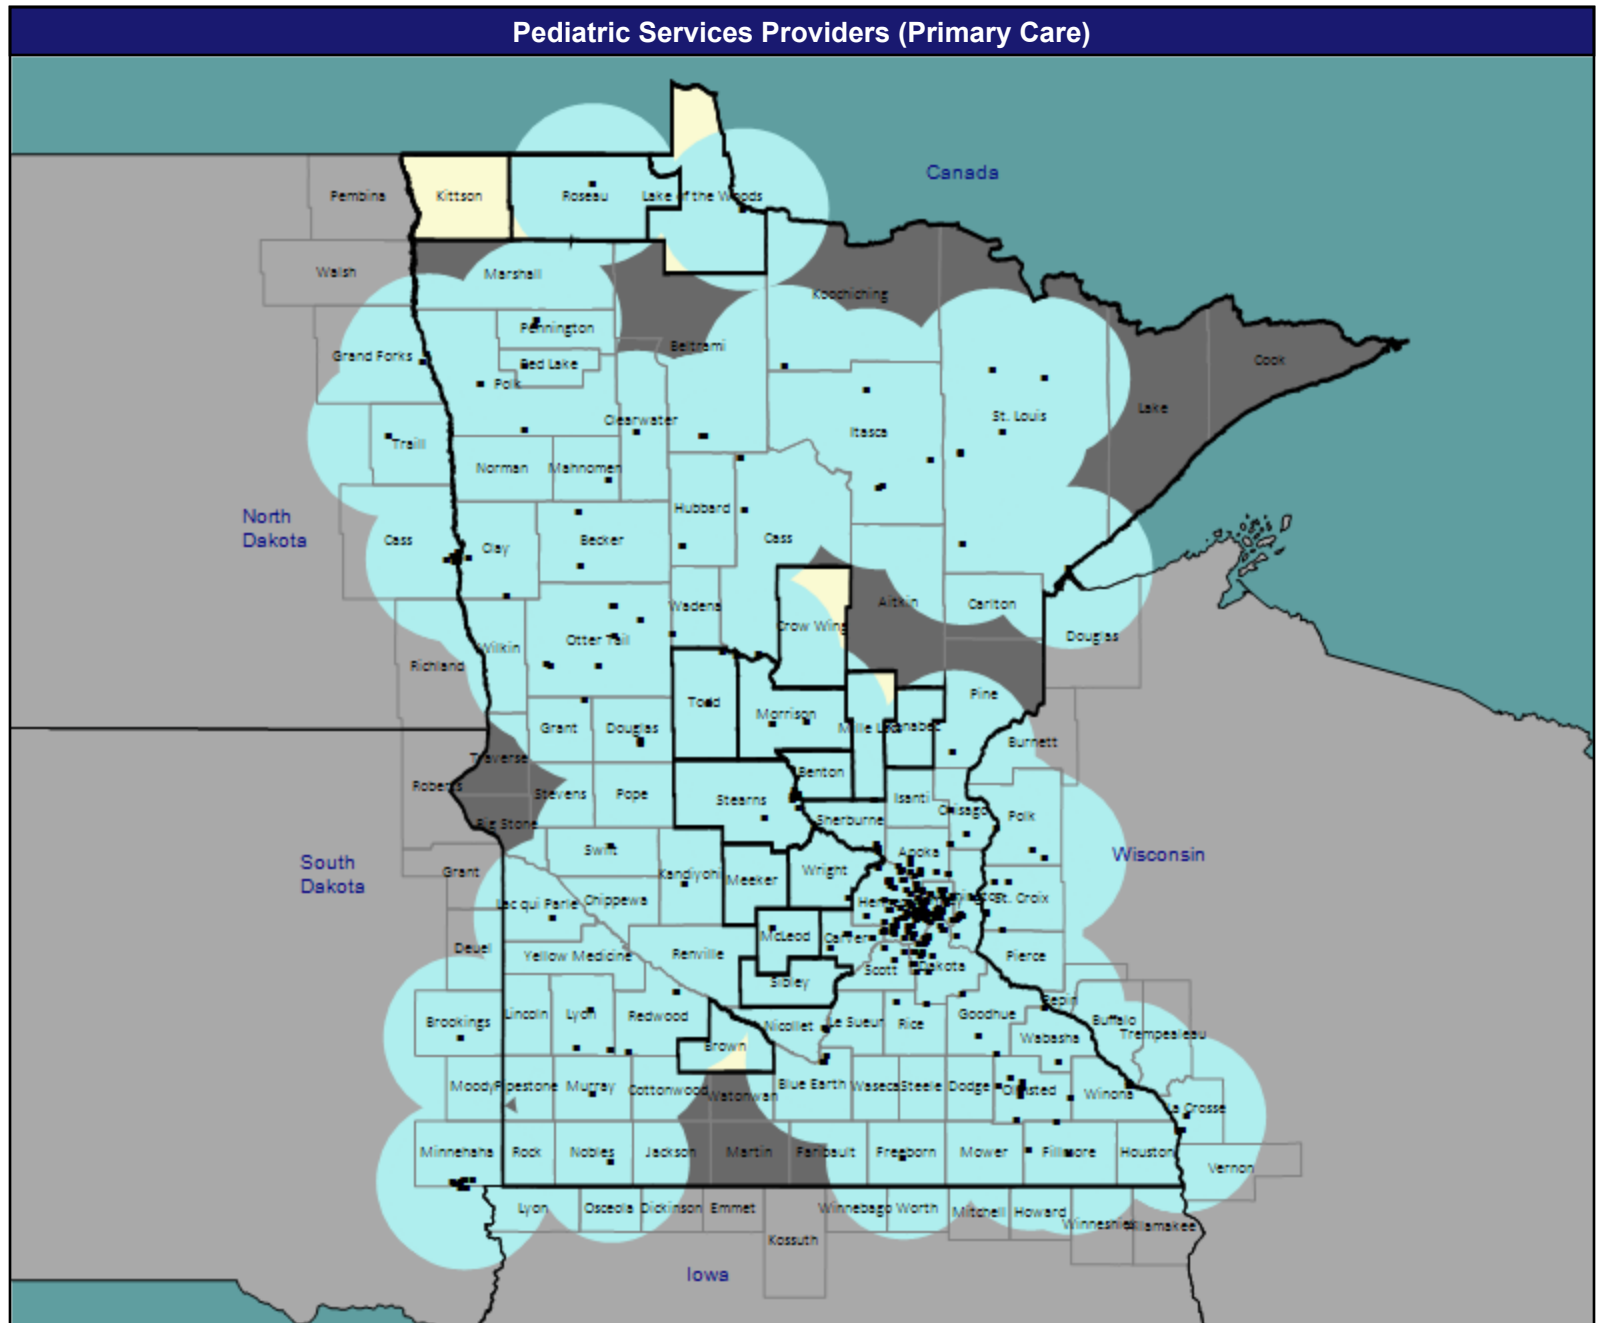 Pediatric Services Providers (Primary Care)
Canada
Pembina
Kittson
Roseau
Lake of the Woods
Walsh
Marshall
Koochiching
Pennington
Beltrami
Grand Forks
Red Lake
Cook
Polk
Lake
Clearwater
St. Louis
Itasca
Traill
Norman
Mahnomen
Hubbard
North
Dakota
Cass
Clay
Becker
Cass
Wadena
Aitkin
Carlton
Crow Wing
Otter Tail
Douglas
Wilkin
Richland
Todd
Pine
Morrison
Grant
Douglas
Mille Lacs
Kanabec
Burnett
Traverse
Benton
Roberts
Stevens
Pope
Stearns
Isanti
Chisago
Polk
Big Stone
Sherburne
Swift
Anoka
Wisconsin
South
Dakota
Grant
Kandiyohi
Meeker
Wright
Lac qui Parle
Chippewa
St. Croix
McLeod
Carver
Deuel
Yellow Medicine
Renville
Scott
Dakota
Pierce
Sibley
Pepin
Brookings
Lincoln
Lyon
Redwood
Nicollet
Le Sueur
Rice
Goodhue
Buffalo
Trempealeau
Wabasha
Brown
Moody
Pipestone
Murray
Cottonwood
Watonwan
Blue Earth
Waseca
Steele
Dodge
Olmsted
Winona
La Crosse
Minnehaha
Rock
Nobles
Jackson
Martin
Faribault
Freeborn
Mower
Fillmore
Houston
Vernon
Lyon
Osceola
Dickinson
Emmet
Winnebago
Worth
Mitchell
Howard
Kossuth
Iowa